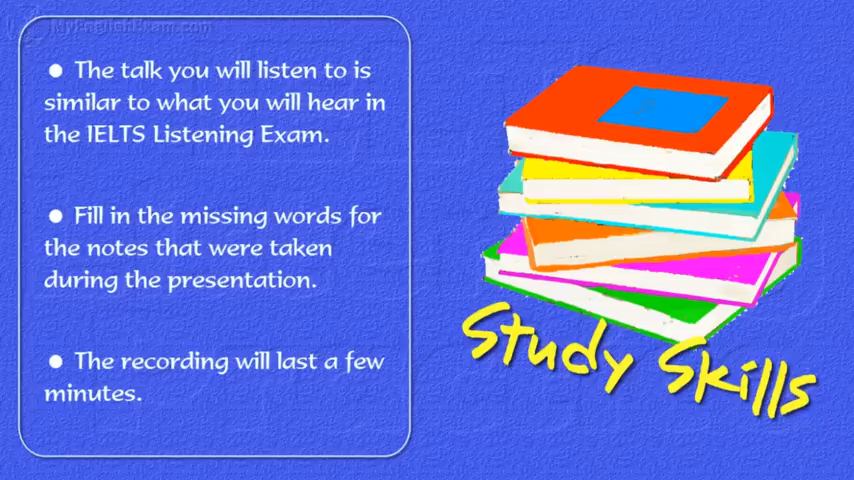 MyEnglishExam.com
● The talk you will listen to is
similar to what you will hear in
the IELTS Listening Exam.
● Fill in the missing words for
the notes that were taken
during the presentation.
● The recording will last a few
minutes.
Study Skills